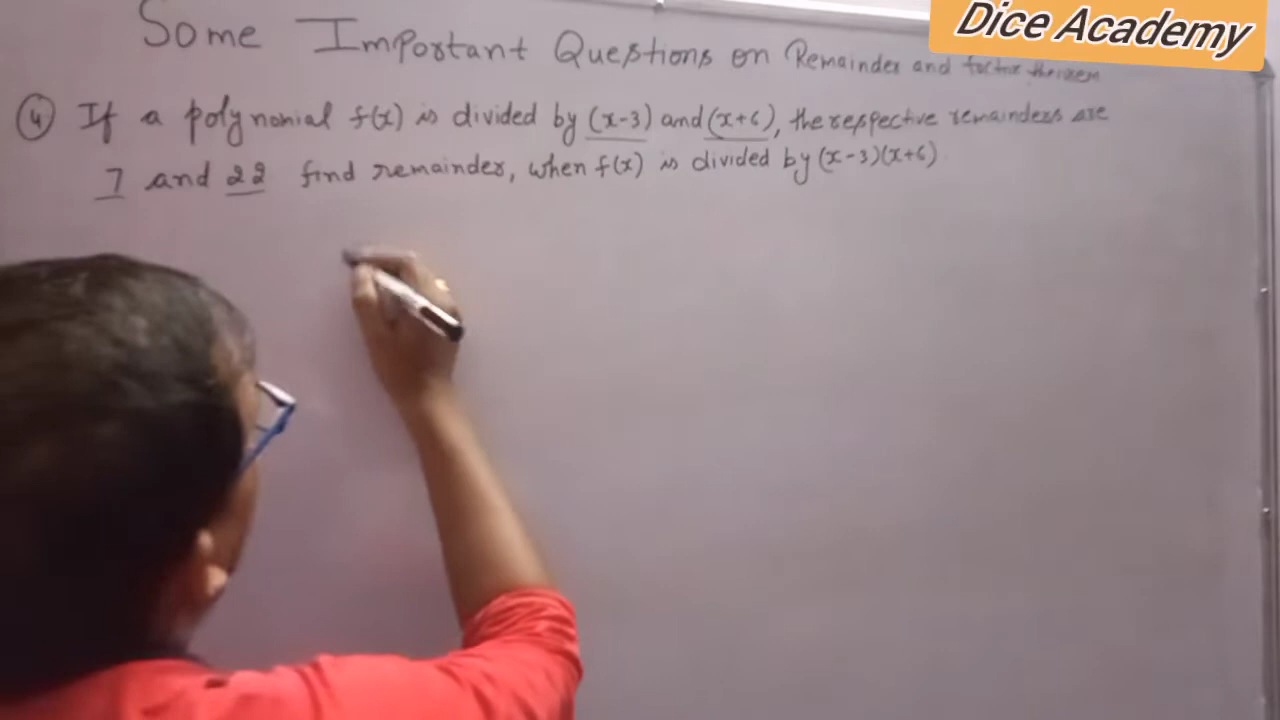 Dice Academy
Some Important Questions on Remainder and factor theorem
④ If a polynomial f(x) is divided by (x-3) and (x+6), the respective remainders are
7 and 22 find remainder, when f(x) is divided by (x-3)(x+6)